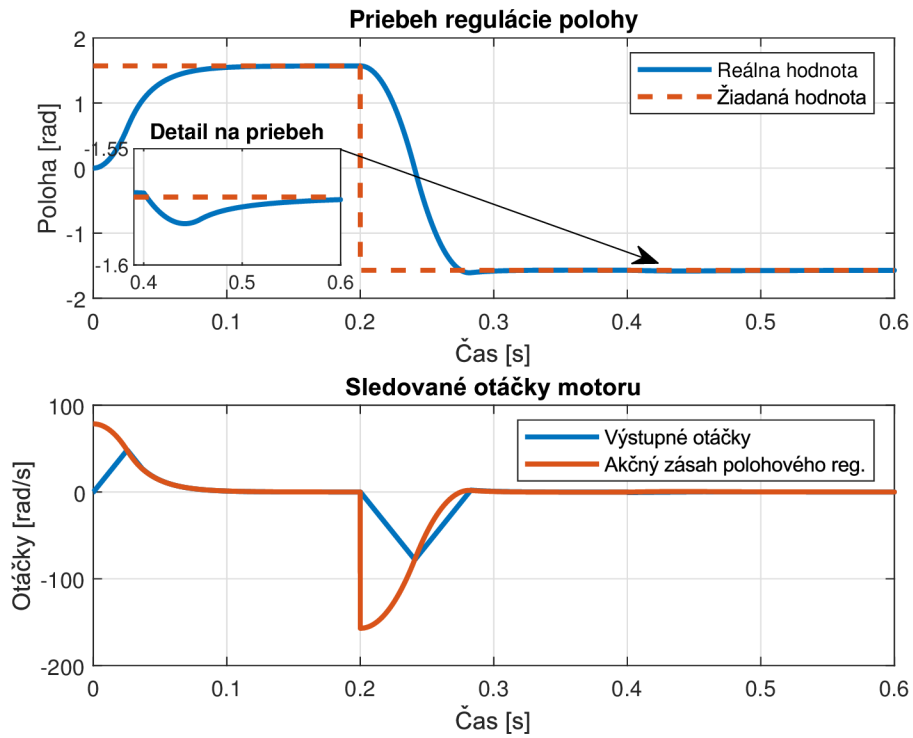 Priebeh regulácie polohy
2
1
0
-1
-2
Poloha [rad]
Reálna hodnota
Žiadaná hodnota
Detail na priebeh
-1.55
-1.6
0.4
0.5
0.6
0
0.1
0.2
0.3
0.4
0.5
0.6
Čas [s]
Sledované otáčky motoru
100
0
-100
-200
Otáčky [rad/s]
Výstupné otáčky
Akčný zásah polohového reg.
0
0.1
0.2
0.3
0.4
0.5
0.6
Čas [s]